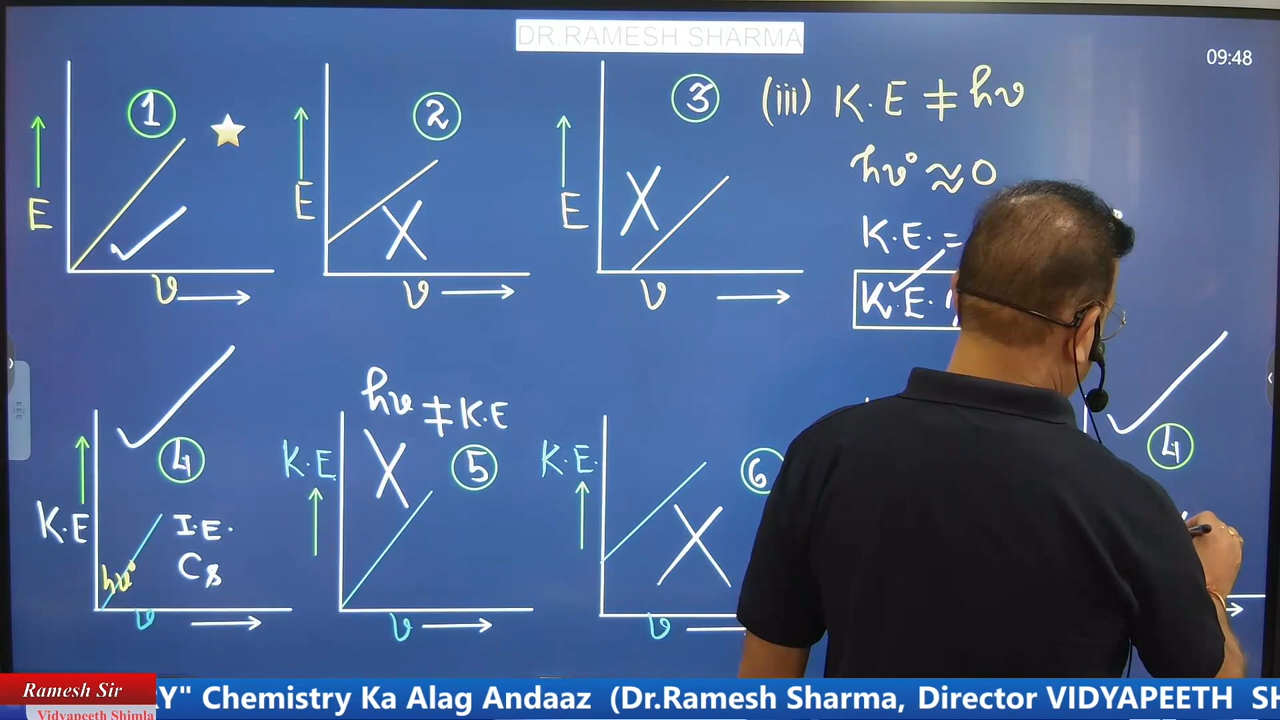 DR.RAMESH SHARMA
09:48
1
E
ν
2
E
ν
3
E
ν
(iii) K.E ≠ hν
hν° ≈ 0
K.E. =
K.E.
4
K.E
I.E.
Cs
hν°
ν
hν ≠ K.E
5
K.E
ν
6
K.E.
ν
4
Ramesh Sir
Vidyapeeth Shimla
RY" Chemistry Ka Alag Andaaz (Dr.Ramesh Sharma, Director VIDYAPEETH SH